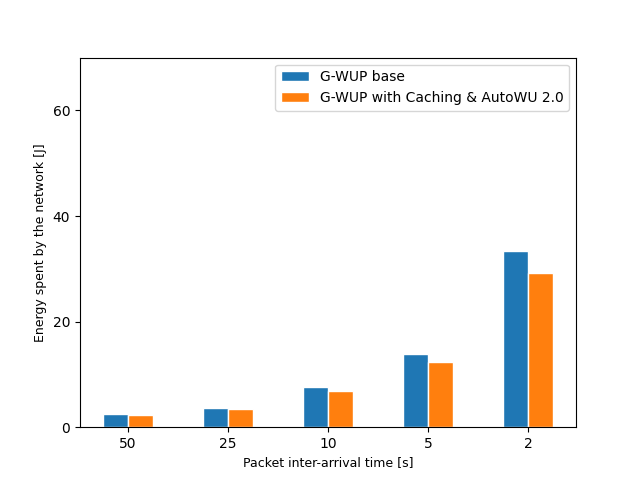 G-WUP base
G-WUP with Caching & AutoWU 2.0
60
40
20
0
Energy spent by the network [J]
50 25 10 5 2
Packet inter-arrival time [s]